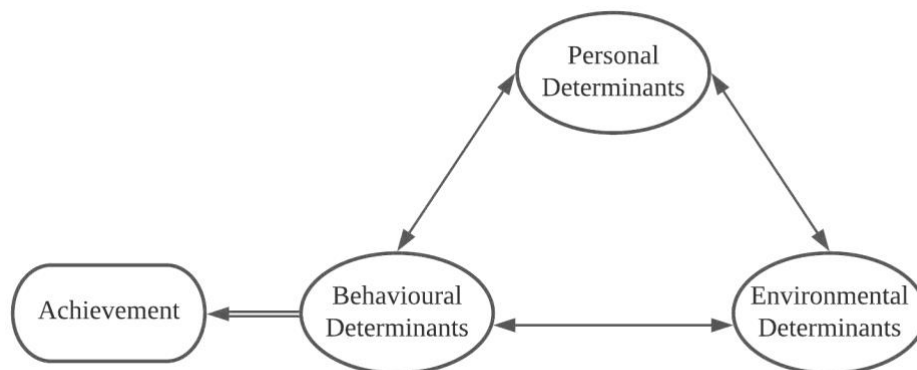 Personal
Determinants
Achievement
Behavioural
Determinants
Environmental
Determinants